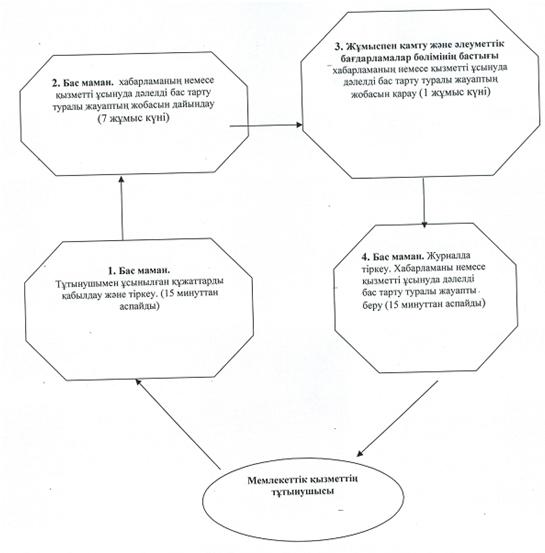 3. Жұмыспен қамту және әлеуметтік
бағдарламалар бөлімінің бастығы
хабарламаның немесе қызметті ұсынуда
дәлелді бас тарту туралы жауаптың
жобасын қарау (1 жұмыс күні)
2. Бас маман. хабарламаның немесе
қызметті ұсынуда дәлелді бас тарту
туралы жауаптың жобасын дайындау
(7 жұмыс күні)
1. Бас маман.
Тұтынушымен ұсынылған құжаттарды
қабылдау және тіркеу. (15 минуттан
аспайды)
4. Бас маман. Журналда
тіркеу. Хабарламаны немесе
қызметті ұсынуда дәлелді
бас тарту туралы жауапты
беру (15 минуттан аспайды)
Мемлекеттік қызметтің
тұтынушысы